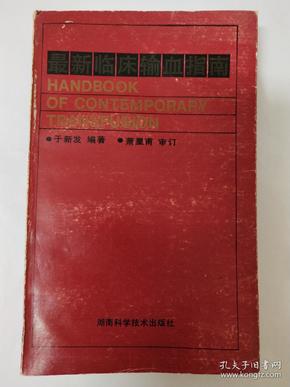 最新临床输血指南
HANDBOOK
OF CONTEMPORARY
TRANSFUSION
●于新发 编著 ●萧星甫 审订
湖南科学技术出版社
孔夫子旧书网